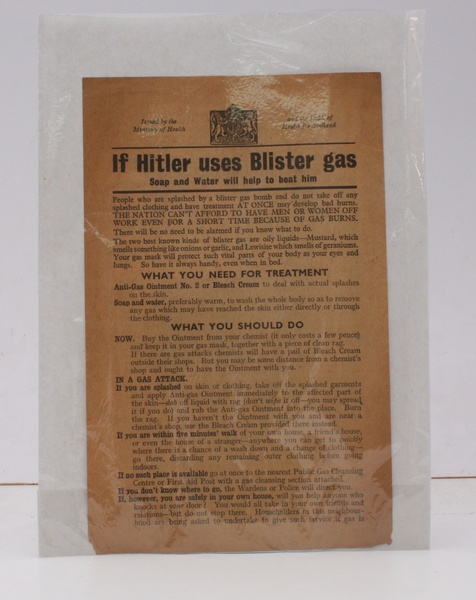 Issued by the
Ministry of Health
If Hitler uses Blister gas
Soap and Water will help to beat him
People who are splashed by a blister gas bomb and do not take off any
splashed clothing and have treatment AT ONCE may develop bad burns.
THE NATION CAN'T AFFORD TO HAVE MEN OR WOMEN OFF
WORK EVEN FOR A SHORT TIME BECAUSE OF GAS BURNS.
There will be no need to be alarmed if you know what to do.
The two best known kinds of blister gas are oily liquids—Mustard, which
smells something like onions or garlic, and Lewisite which smells of geraniums.
Your gas mask will protect such vital parts of your body as your eyes and
lungs. So have it always handy, even when in bed.
WHAT YOU NEED FOR TREATMENT
Anti-Gas Ointment No. 2 or Bleach Cream to deal with actual splashes
on the skin.
Soap and water, preferably warm, to wash the whole body so as to remove
any gas which may have reached the skin either directly or through
the clothing.
WHAT YOU SHOULD DO
NOW. Buy the Ointment from your chemist (it only costs a few pence)
and keep it in your gas mask, together with a piece of clean rag.
If there are gas attacks chemists will have a pail of Bleach Cream
outside their shops. But you may be some distance from a chemist's
shop and ought to have the Ointment with you.
IN A GAS ATTACK.
If you are splashed on skin or clothing, take off the splashed garments
and apply Anti-gas Ointment immediately to the affected part of
the skin—dab off liquid with rag (don't wipe it off—you may spread
it if you do) and rub the Anti-gas Ointment into the place. Burn
the rag. If you haven't the Ointment with you and are near a
chemist's shop, use the Bleach Cream provided there instead.
If you are within five minutes' walk of your own house, a friend's house,
or even the house of a stranger—anywhere you can get to quickly
where there is a chance of a wash down and a change of clothing—
go there, discarding any remaining outer clothing before going
indoors.
If no such place is available go at once to the nearest Public Gas Cleansing
Centre or First Aid Post with a gas cleansing section attached.
If you don't know where to go, the Wardens or Police will direct you.
If, however, you are safely in your own house, will you help anyone who
knocks at your door? You would all take in your own friends and
relations—but do not stop there. Householders in this neighbour-
hood are being asked to undertake to give such service if gas is